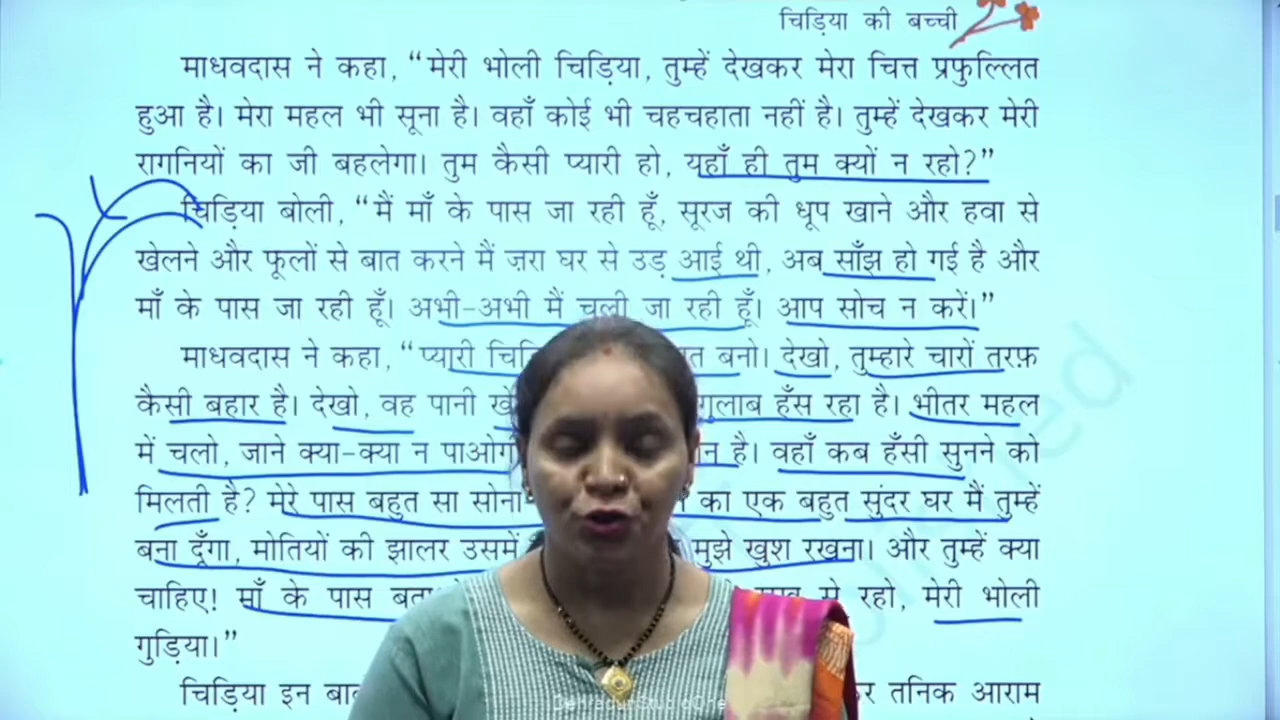 चिड़िया की बच्ची
माधवदास ने कहा, “मेरी भोली चिड़िया, तुम्हें देखकर मेरा चित्त प्रफुल्लित
हुआ है। मेरा महल भी सूना है। वहाँ कोई भी चहचहाता नहीं है। तुम्हें देखकर मेरी
रागनियों का जी बहलेगा। तुम कैसी प्यारी हो, यहाँ ही तुम क्यों न रहो?”
चिड़िया बोली, “मैं माँ के पास जा रही हूँ, सूरज की धूप खाने और हवा से
खेलने और फूलों से बात करने मैं ज़रा घर से उड़ आई थी, अब साँझ हो गई है और
माँ के पास जा रही हूँ। अभी-अभी मैं चली जा रही हूँ। आप सोच न करें।”
माधवदास ने कहा, “प्यारी बनो। देखो, तुम्हारे चारों तरफ़
कैसी बहार है। देखो, वह पानी गुलाब हँस रहा है। भीतर महल
में चलो, जाने क्या-क्या न है। वहाँ कब हँसी सुनने को
मिलती है? मेरे पास बहुत सा सोना का एक बहुत सुंदर घर मैं तुम्हें
बना दूँगा, मोतियों की झालर उसमें मुझे खुश रखना। और तुम्हें क्या
चाहिए! माँ के पास से रहो, मेरी भोली
गुड़िया।”
चिड़िया इन तनिक आराम
DehradunStudioOne